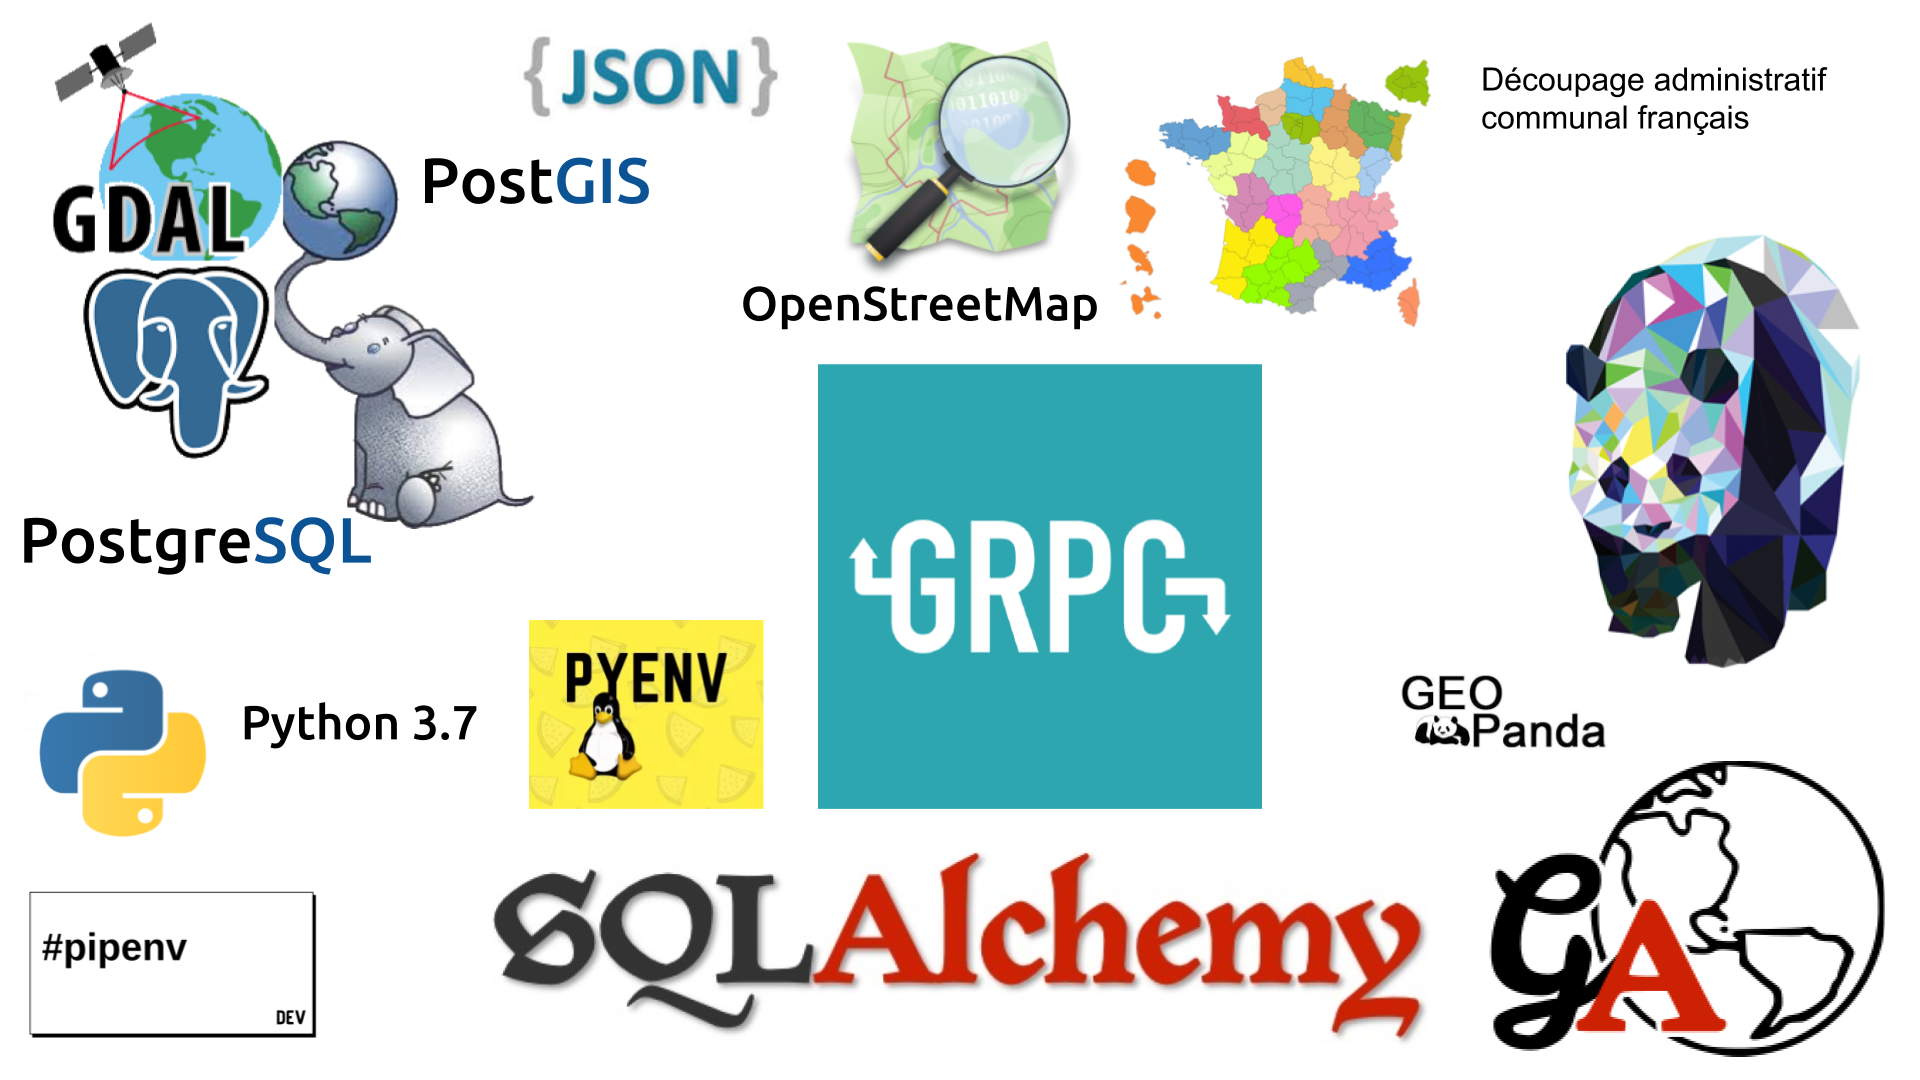 {JSON}
Découpage administratif
communal français
PostGIS
GDAL
OpenStreetMap
PostgreSQL
GRPC
PYENV
Python 3.7
GEO
Panda
SQLAlchemy
GA
#pipenv
DEV